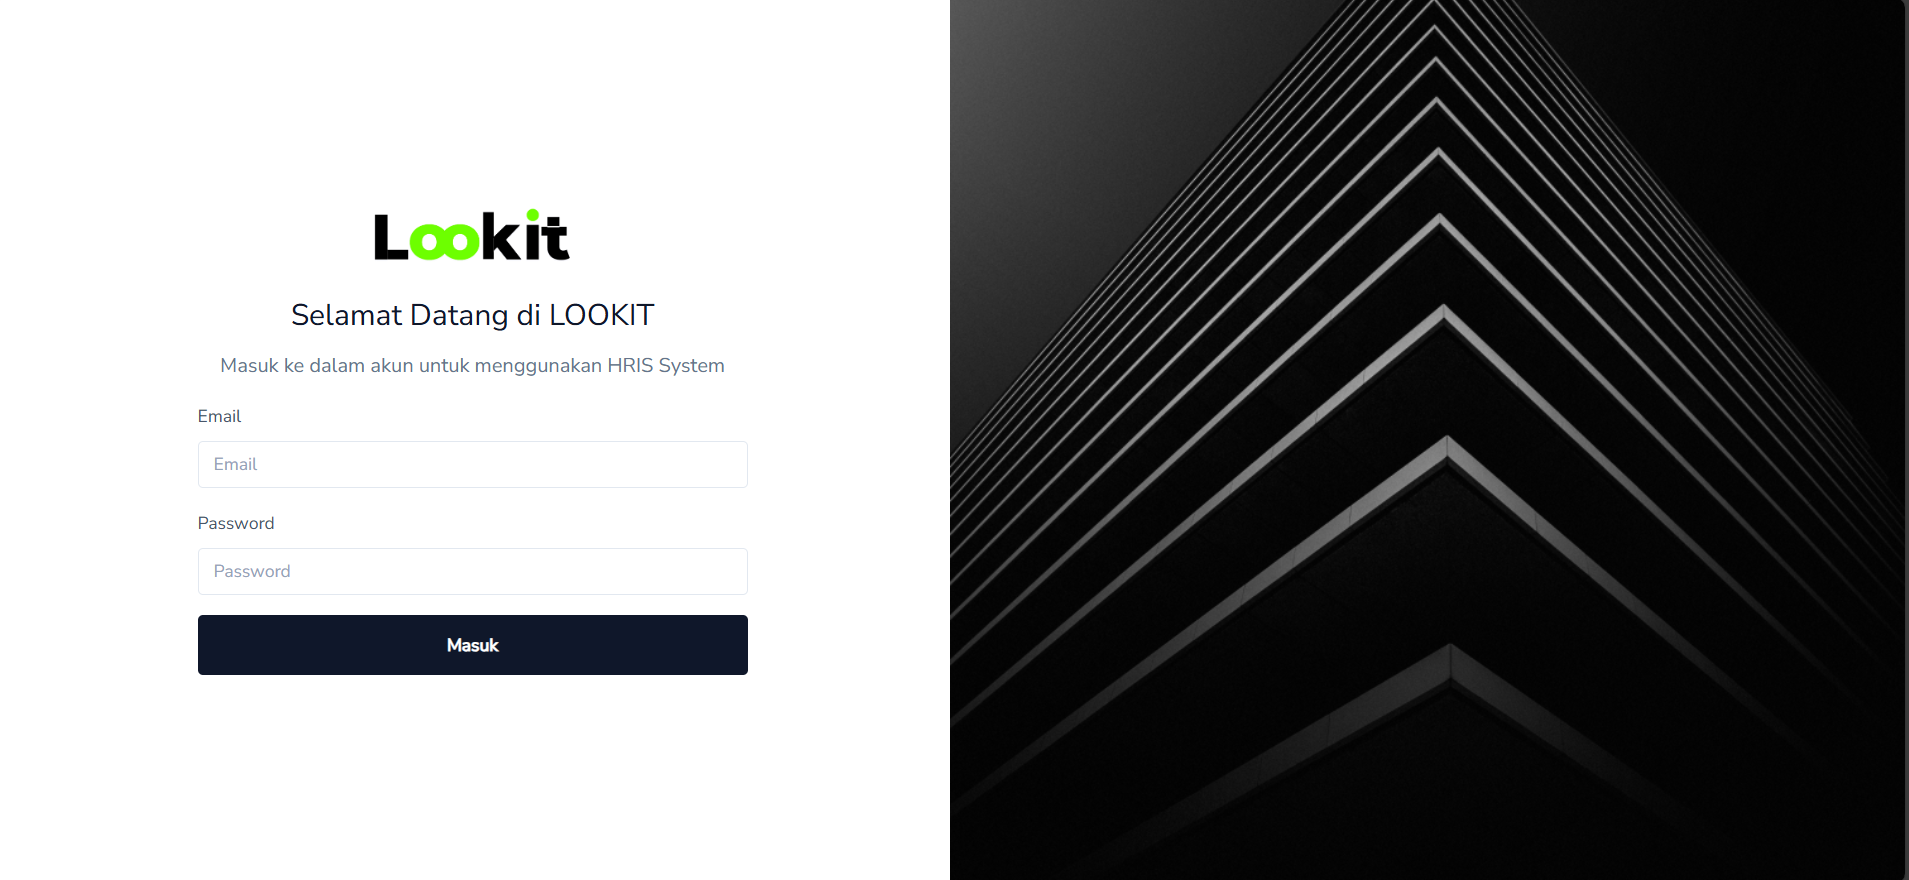 Lookit
Selamat Datang di LOOKIT
Masuk ke dalam akun untuk menggunakan HRIS System
Email
Email
Password
Password
Masuk